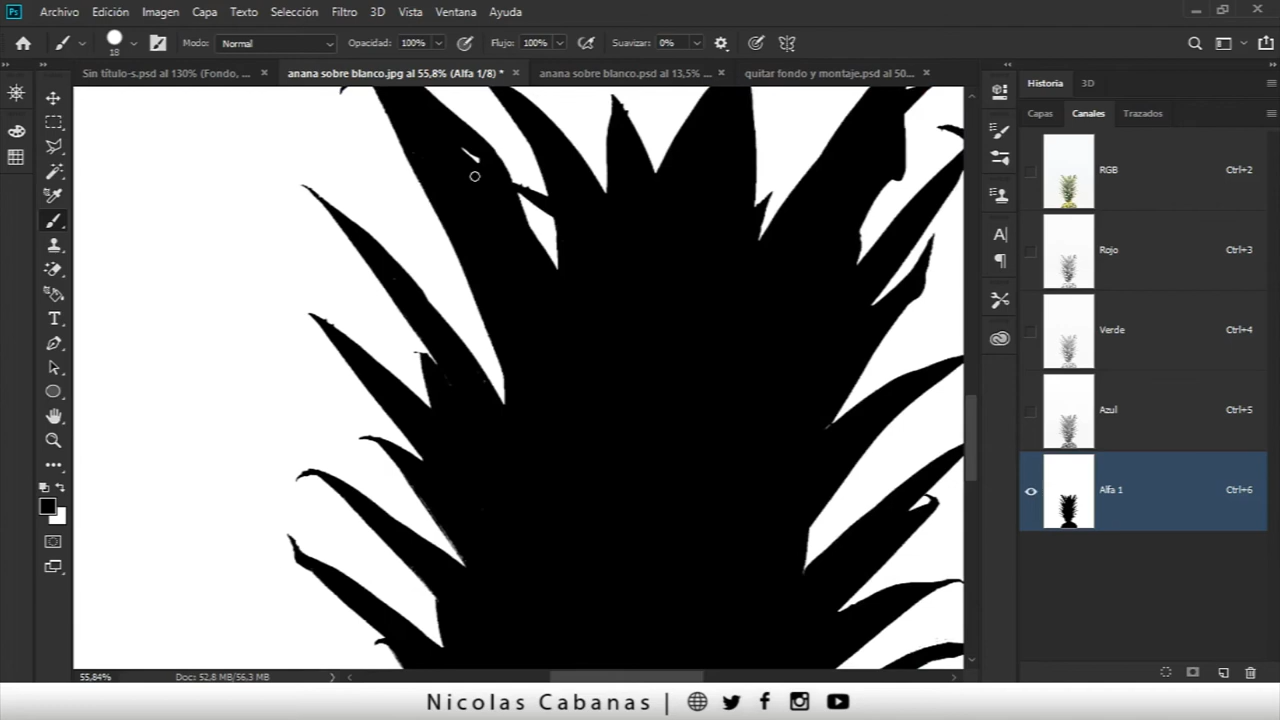 Ps Archivo Edición Imagen Capa Texto Selección Filtro 3D Vista Ventana Ayuda
18 Modo: Normal Opacidad: 100% Flujo: 100% Suavizar: 0%
Sin título-s.psd al 130% (Fondo, ... × anana sobre blanco.jpg al 55,8% (Alfa 1/8) * × anana sobre blanco.psd al 13,5% ... × quitar fondo y montaje.psd al 50... ×
Historia 3D
Capas Canales Trazados
RGB Ctrl+2
Rojo Ctrl+3
Verde Ctrl+4
Azul Ctrl+5
Alfa 1 Ctrl+6
55,84% Doc: 52,8 MB/56,3 MB
Nicolas Cabanas |